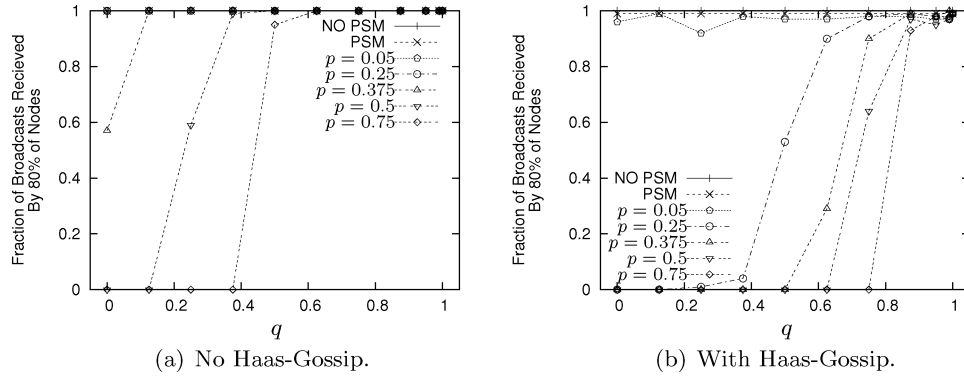 Fraction of Broadcasts Recieved
By 80% of Nodes
1
0.8
0.6
0.4
0.2
0
0
0.2
0.4
0.6
0.8
1
q
NO PSM
PSM
p = 0.05
p = 0.25
p = 0.375
p = 0.5
p = 0.75
(a) No Haas-Gossip.
Fraction of Broadcasts Recieved
By 80% of Nodes
1
0.8
0.6
0.4
0.2
0
0
0.2
0.4
0.6
0.8
1
q
NO PSM
PSM
p = 0.05
p = 0.25
p = 0.375
p = 0.5
p = 0.75
(b) With Haas-Gossip.